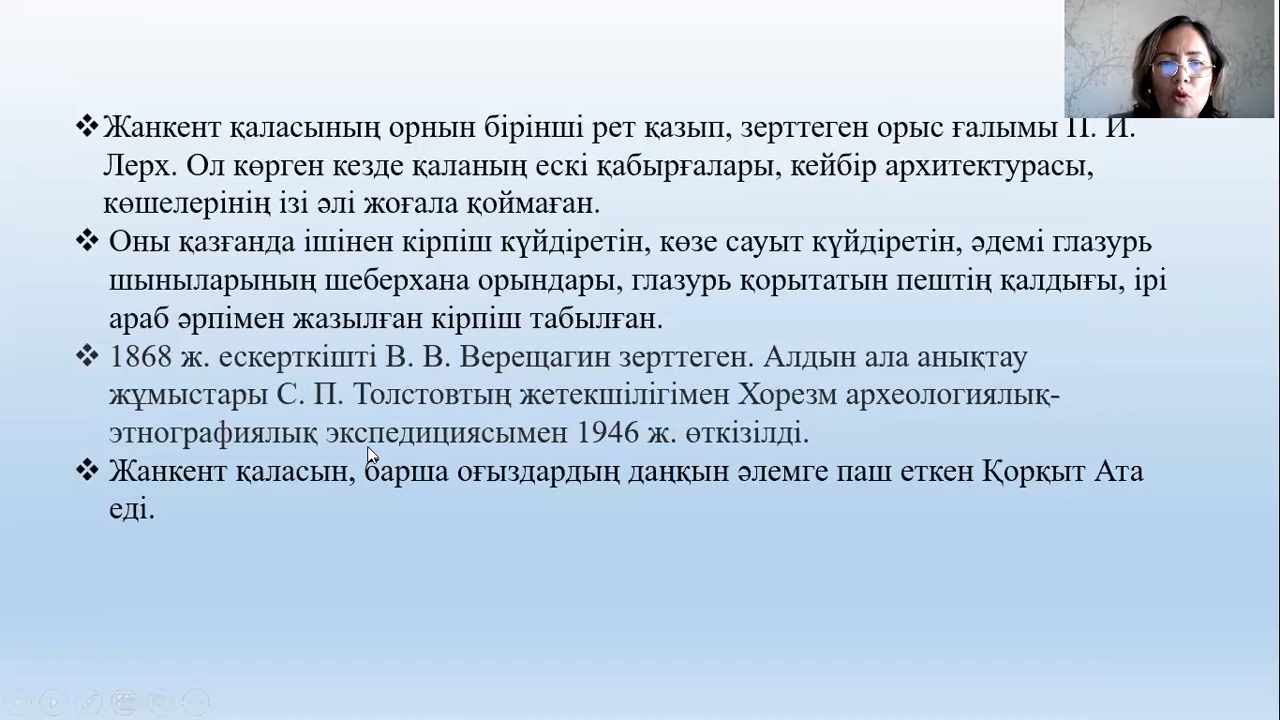 ❖Жанкент қаласының орнын бірінші рет қазып, зерттеген орыс ғалымы П. И.
Лерх. Ол көрген кезде қаланың ескі қабырғалары, кейбір архитектурасы,
көшелерінің ізі әлі жоғала қоймаған.
❖ Оны қазғанда ішінен кірпіш күйдіретін, көзе сауыт күйдіретін, әдемі глазурь
шыныларының шеберхана орындары, глазурь қорытатын пештің қалдығы, ірі
араб әрпімен жазылған кірпіш табылған.
❖ 1868 ж. ескерткішті В. В. Верещагин зерттеген. Алдын ала анықтау
жұмыстары С. П. Толстовтың жетекшілігімен Хорезм археологиялық-
этнографиялық экспедициясымен 1946 ж. өткізілді.
❖ Жанкент қаласын, барша оғыздардың даңқын әлемге паш еткен Қорқыт Ата
еді.